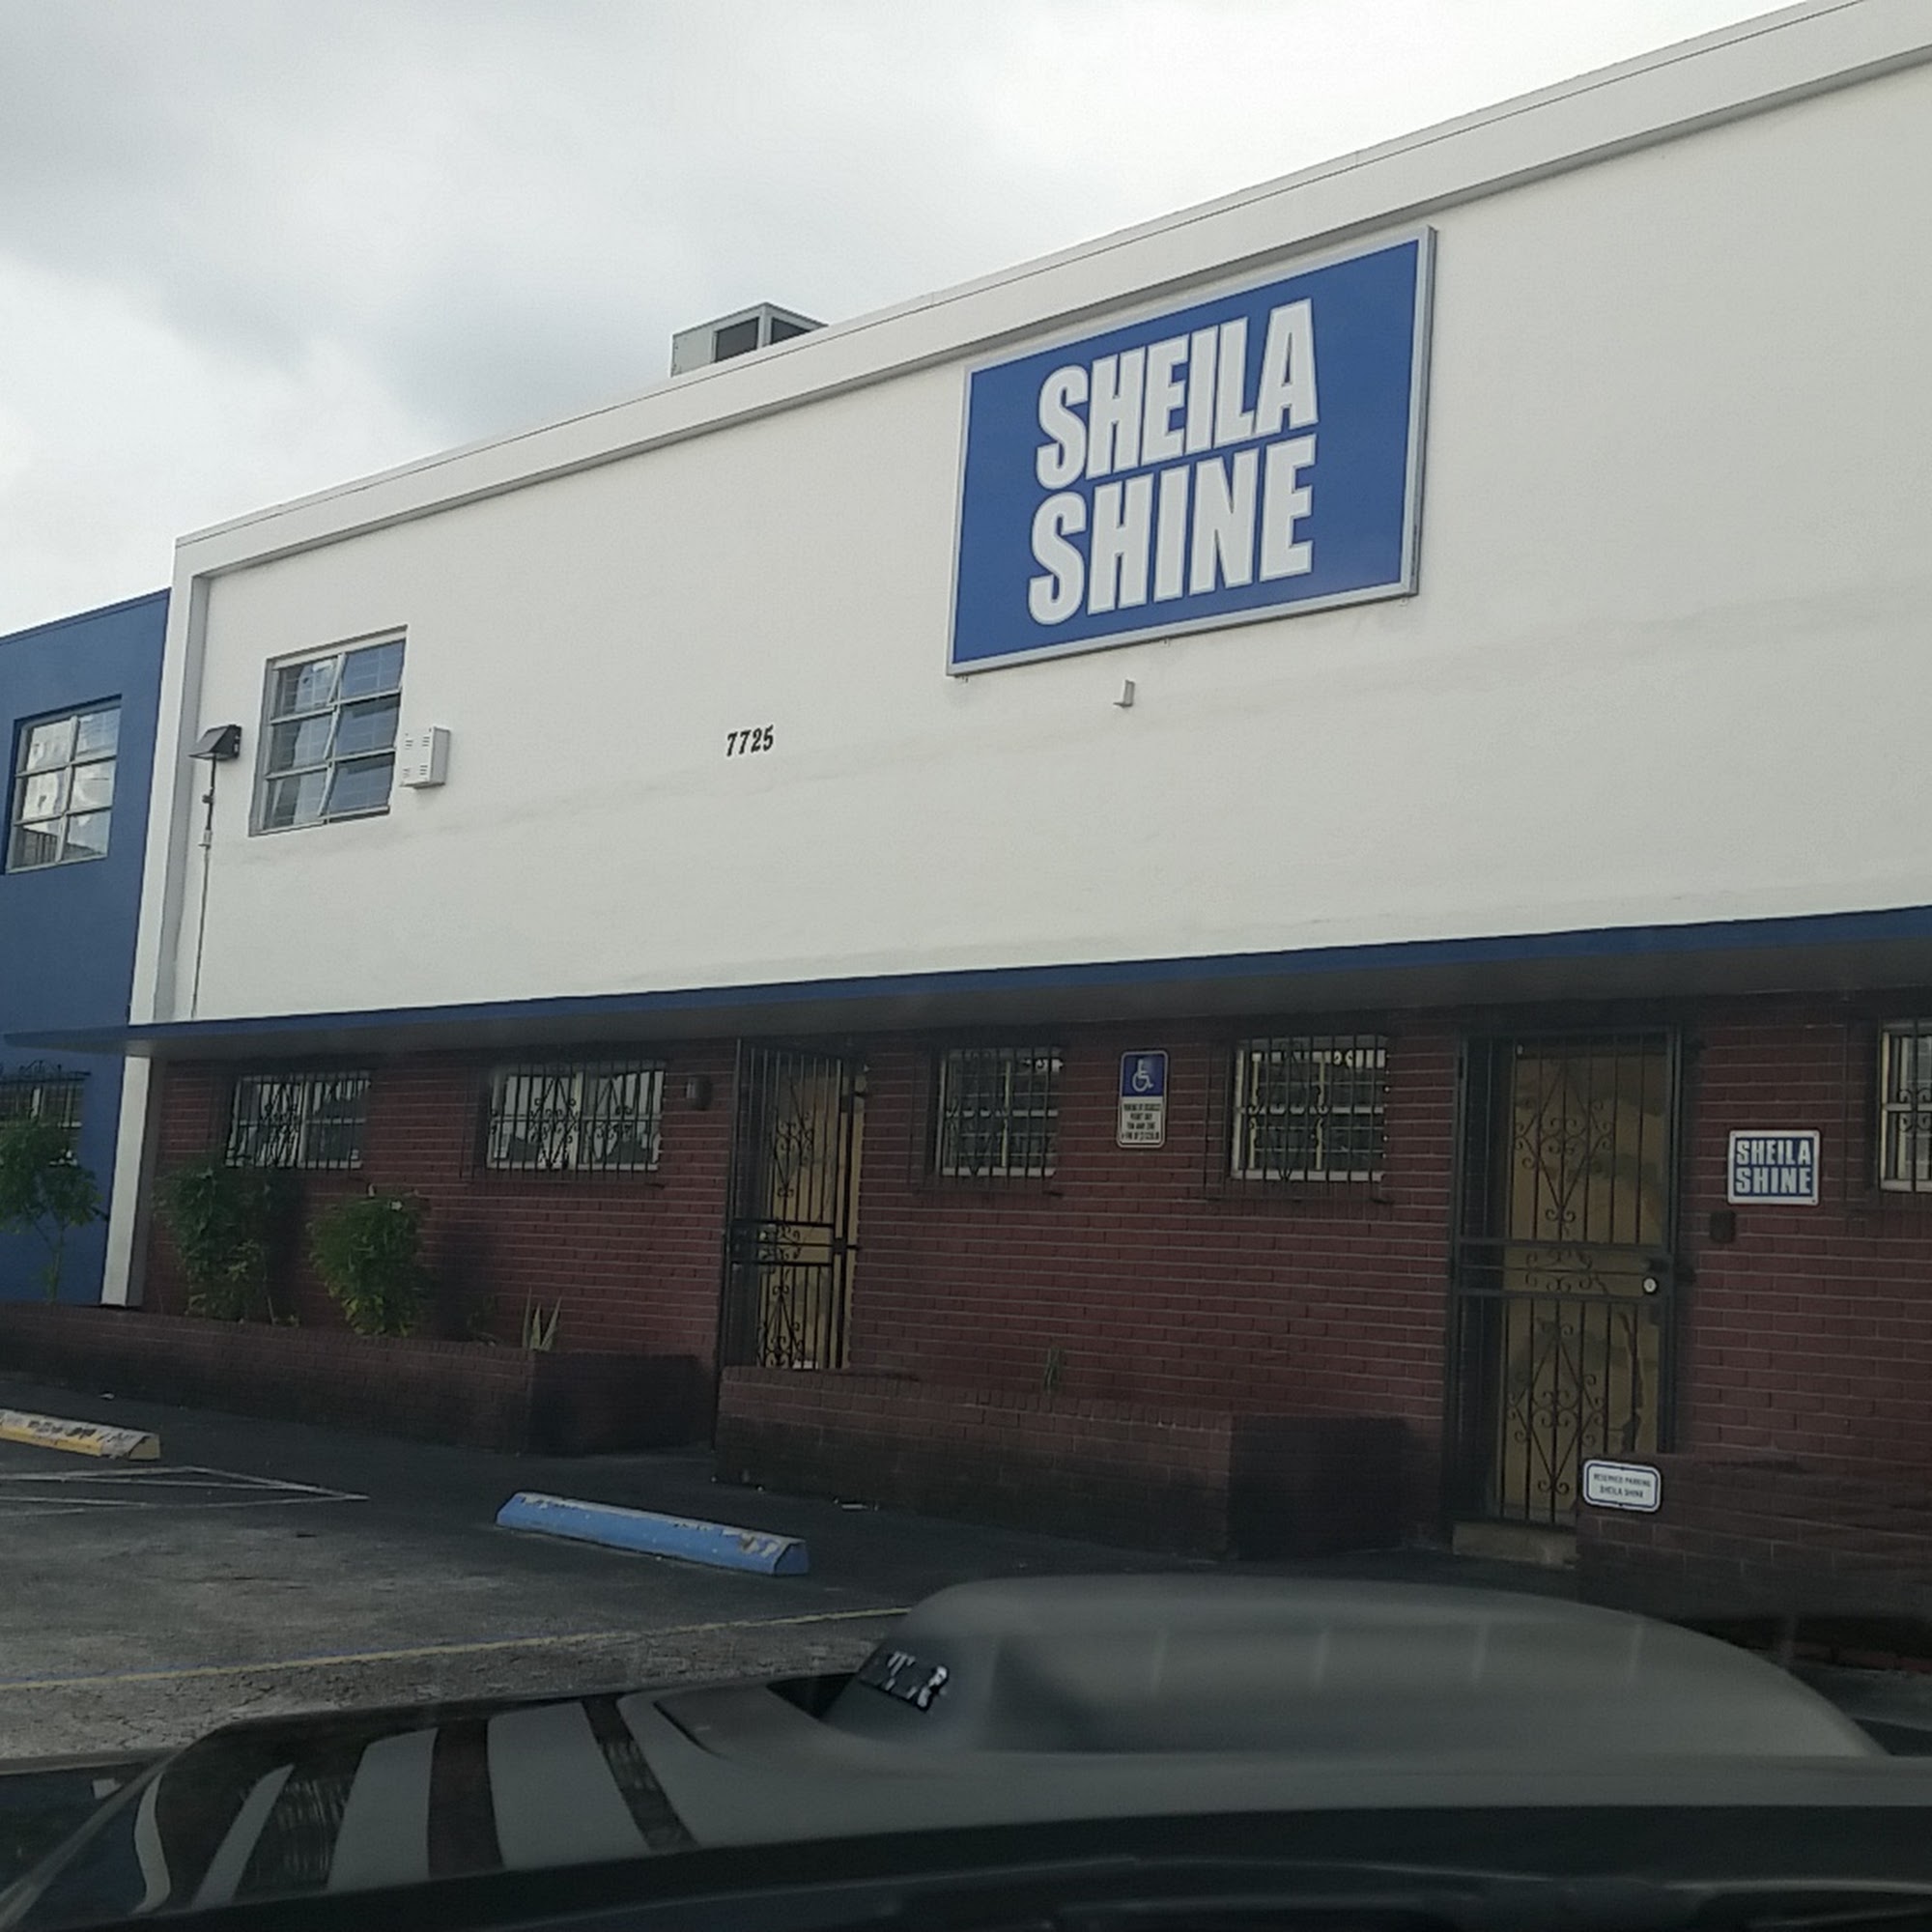 SHEILA
SHINE
7725
SHEILA
SHINE
RESERVED PARKING
SHEILA SHINE